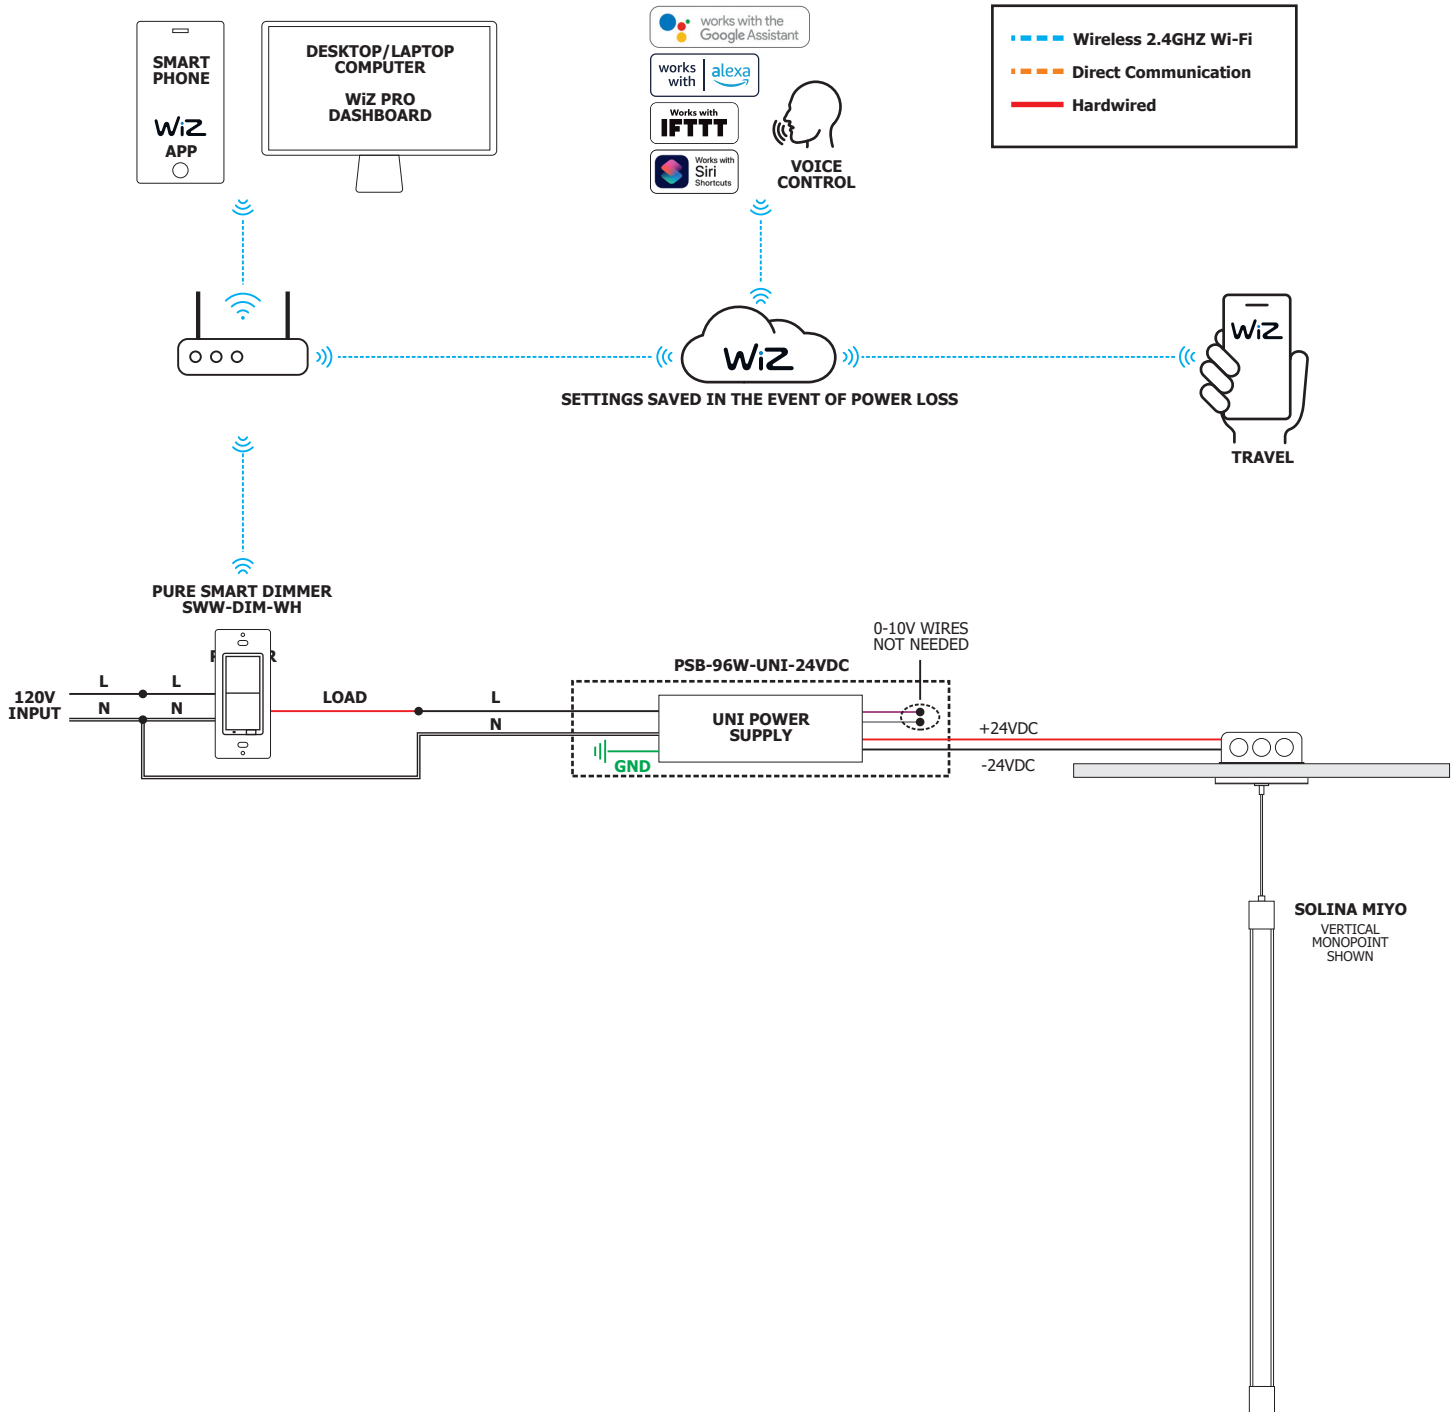 SMART
PHONE
WiZ
APP
DESKTOP/LAPTOP
COMPUTER
WiZ PRO
DASHBOARD
works with the
Google Assistant
works
with
alexa
Works with
IFTTT
Works with
Siri
Shortcuts
VOICE
CONTROL
Wireless 2.4GHZ Wi-Fi
Direct Communication
Hardwired
WiZ
SETTINGS SAVED IN THE EVENT OF POWER LOSS
WiZ
TRAVEL
PURE SMART DIMMER
SWW-DIM-WH
120V
INPUT
L
L
N
N
LOAD
L
N
PSB-96W-UNI-24VDC
0-10V WIRES
NOT NEEDED
UNI POWER
SUPPLY
GND
+24VDC
-24VDC
SOLINA MIYO
VERTICAL
MONOPOINT
SHOWN